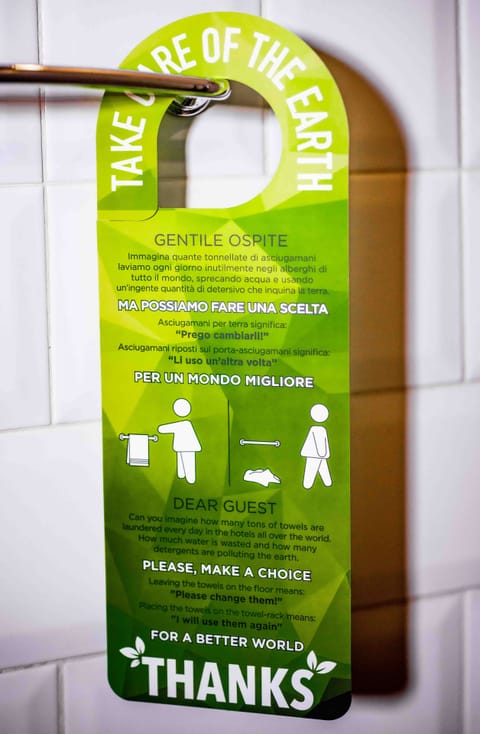 TAKE CARE OF THE EARTH
GENTILE OSPITE
Immagina quante tonnellate di asciugamani
laviamo ogni giorno inutilmente negli alberghi di
tutto il mondo, sprecando acqua e usando
un'ingente quantità di detersivo che inquina la terra.
MA POSSIAMO FARE UNA SCELTA
Asciugamani per terra significa:
"Prego cambiarli!"
Asciugamani riposti sul porta-asciugamani significa:
"Li uso un'altra volta"
PER UN MONDO MIGLIORE
DEAR GUEST
Can you imagine how many tons of towels are
laundered every day in the hotels all over the world.
How much water is wasted and how many
detergents are polluting the earth.
PLEASE, MAKE A CHOICE
Leaving the towels on the floor means:
"Please change them!"
Placing the towels on the towel-rack means:
"I will use them again"
FOR A BETTER WORLD
THANKS